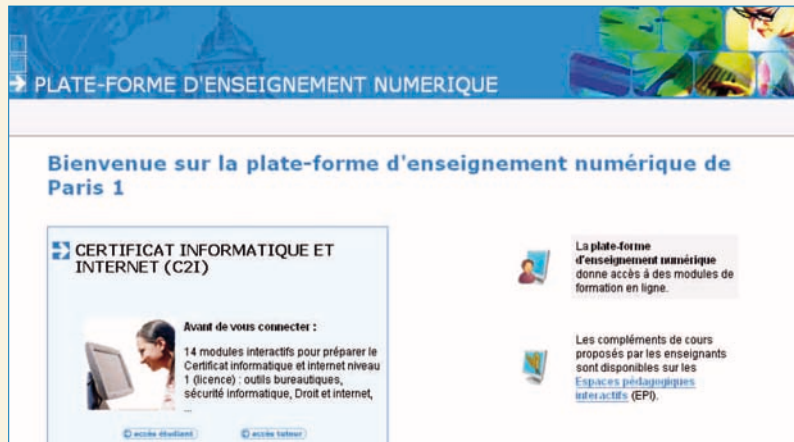 PLATE-FORME D'ENSEIGNEMENT NUMERIQUE
Bienvenue sur la plate-forme d'enseignement numérique de
Paris 1
CERTIFICAT INFORMATIQUE ET
INTERNET (C2I)
Avant de vous connecter :
14 modules interactifs pour préparer le
Certificat informatique et internet niveau
1 (licence) : outils bureautiques,
sécurité informatique, Droit et internet,
...
accès étudiant
accès tuteur
La plate-forme
d'enseignement numérique
donne accès à des modules de
formation en ligne.
Les compléments de cours
proposés par les enseignants
sont disponibles sur les
Espaces pédagogiques
interactifs (EPI).